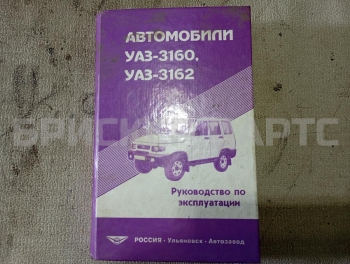 АВТОМОБИЛИ
УАЗ-3160,
УАЗ-3162
Руководство по
эксплуатации
РОССИЯ • Ульяновск • Автозавод